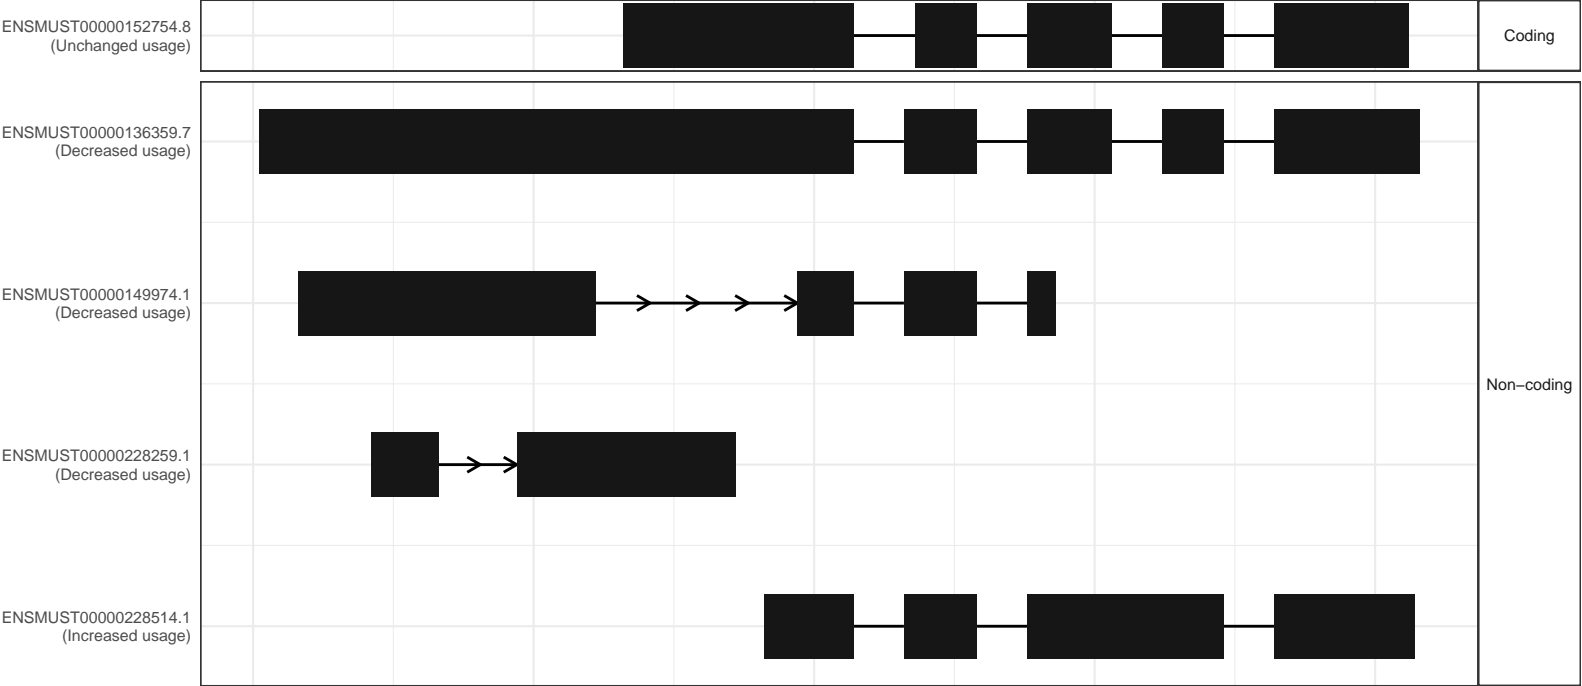 ENSMUST00000152754.8
(Unchanged usage)
Coding
ENSMUST00000136359.7
(Decreased usage)
ENSMUST00000149974.1
(Decreased usage)
Non−coding
ENSMUST00000228259.1
(Decreased usage)
ENSMUST00000228514.1
(Increased usage)